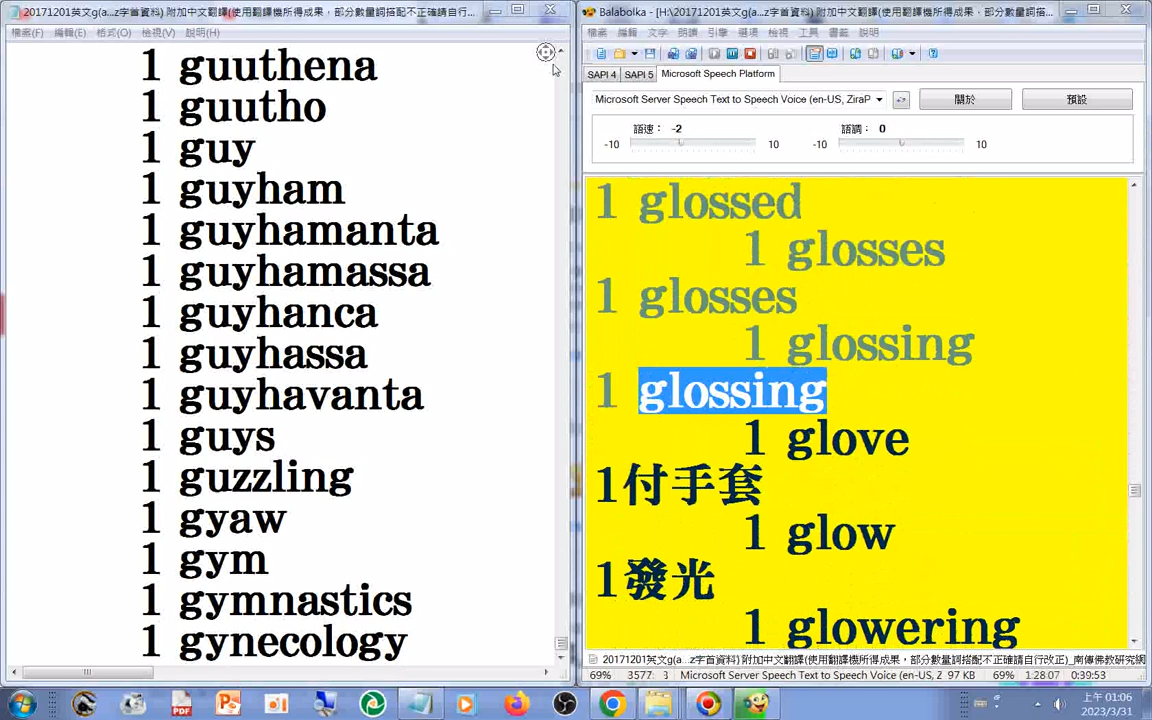 20171201英文g(a...z字首資料) 附加中文翻譯(使用翻譯機所得成果，部分數量詞搭配不正確請自行...
檔案(F) 編輯(E) 格式(O) 檢視(V) 說明(H)
1 guuthena
1 guutho
1 guy
1 guyham
1 guyhamanta
1 guyhamassa
1 guyhanca
1 guyhassa
1 guyhavanta
1 guys
1 guzzling
1 gyaw
1 gym
1 gymnastics
1 gynecology
Balabolka - [H:\20171201英文g(a...z字首資料) 附加中文翻譯(使用翻譯機所得成果，部分數量詞搭配不正確...
檔案 編輯 文字 朗讀 引擎 選項 檢視 工具 書籤 說明
SAPI 4 SAPI 5 Microsoft Speech Platform
Microsoft Server Speech Text to Speech Voice (en-US, ZiraP 關於 預設
語速： -2 語調： 0
-10 10 -10 10
1 glossed
1 glosses
1 glosses
1 glossing
1 glossing
1 glove
1付手套
1 glow
1發光
1 glowering
20171201英文g(a...z字首資料) 附加中文翻譯(使用翻譯機所得成果，部分數量詞搭配不正確請自行改正)_南傳佛教研究網
69% 3577: 3 Microsoft Server Speech Text to Speech Voice (en-US, Z 97 KB 69% 1:28:07 0:39:53
上午 01:06
2023/3/31